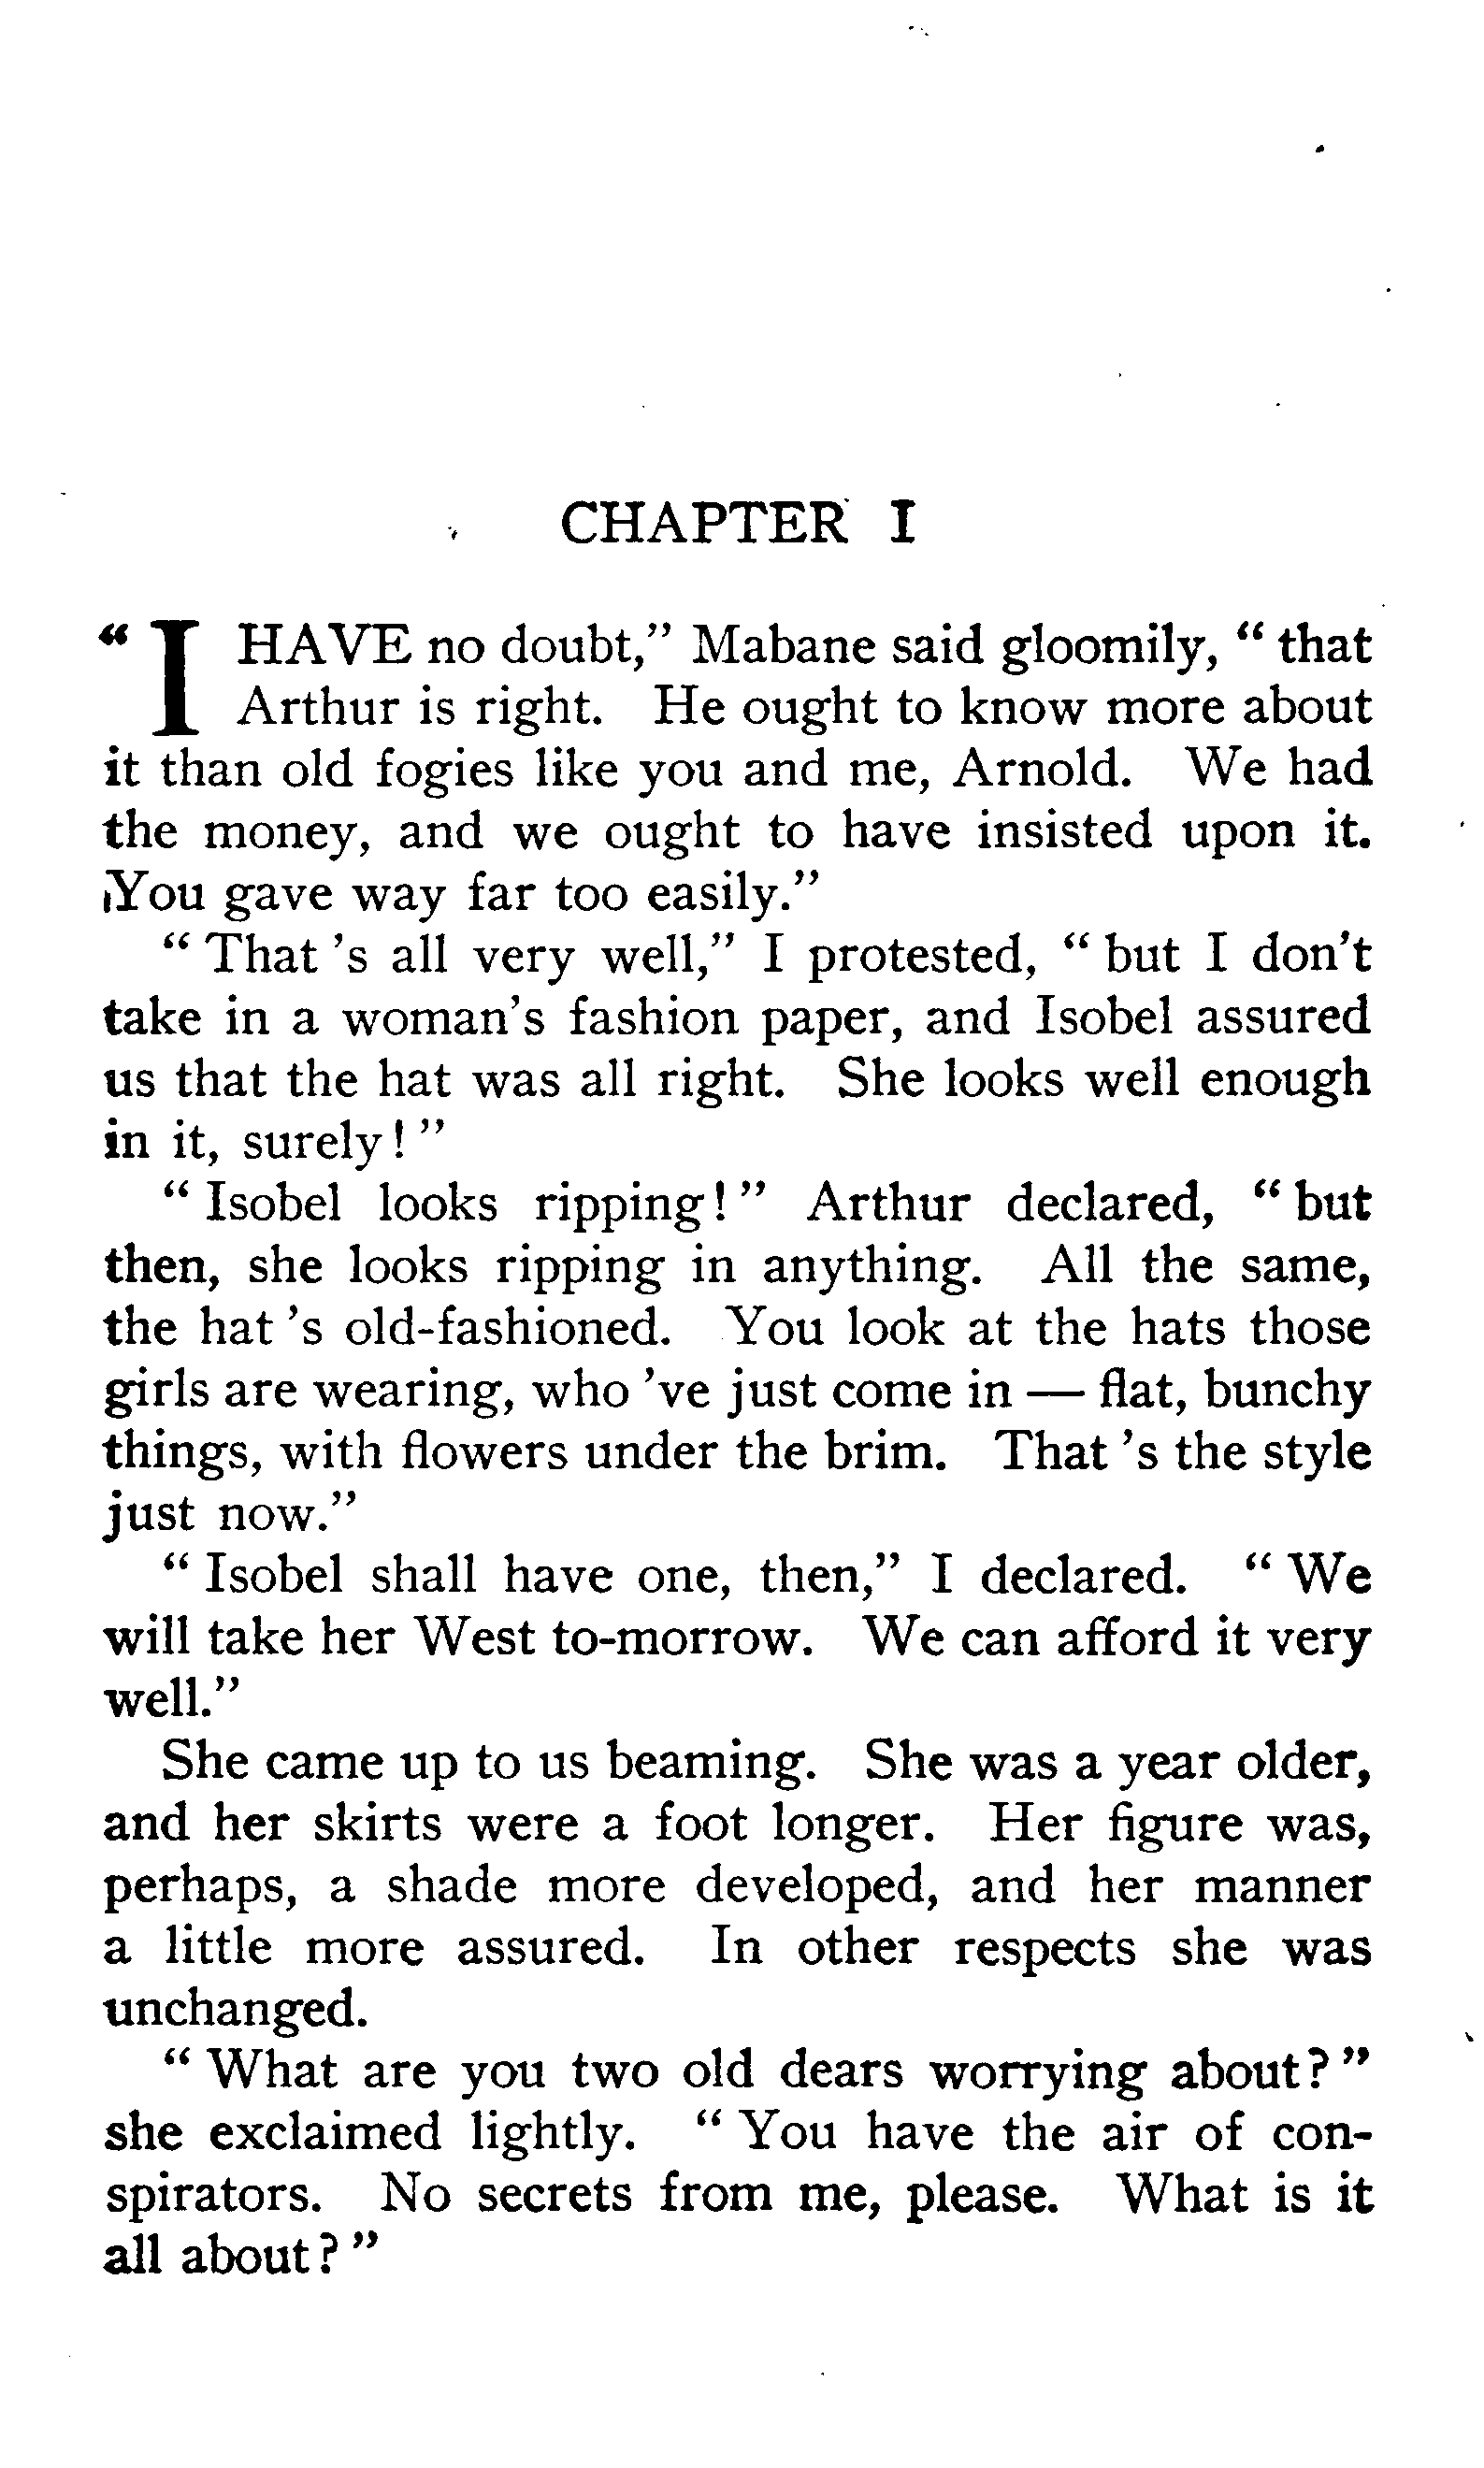 CHAPTER I
“I HAVE no doubt,” Mabane said gloomily, “that
Arthur is right. He ought to know more about
it than old fogies like you and me, Arnold. We had
the money, and we ought to have insisted upon it.
You gave way far too easily.”
“That 's all very well,” I protested, “but I don't
take in a woman's fashion paper, and Isobel assured
us that the hat was all right. She looks well enough
in it, surely!”
“Isobel looks ripping!” Arthur declared, “but
then, she looks ripping in anything. All the same,
the hat 's old-fashioned. You look at the hats those
girls are wearing, who 've just come in — flat, bunchy
things, with flowers under the brim. That 's the style
just now.”
“Isobel shall have one, then,” I declared. “We
will take her West to-morrow. We can afford it very
well.”
She came up to us beaming. She was a year older,
and her skirts were a foot longer. Her figure was,
perhaps, a shade more developed, and her manner
a little more assured. In other respects she was
unchanged.
“What are you two old dears worrying about?”
she exclaimed lightly. “You have the air of con-
spirators. No secrets from me, please. What is it
all about?”